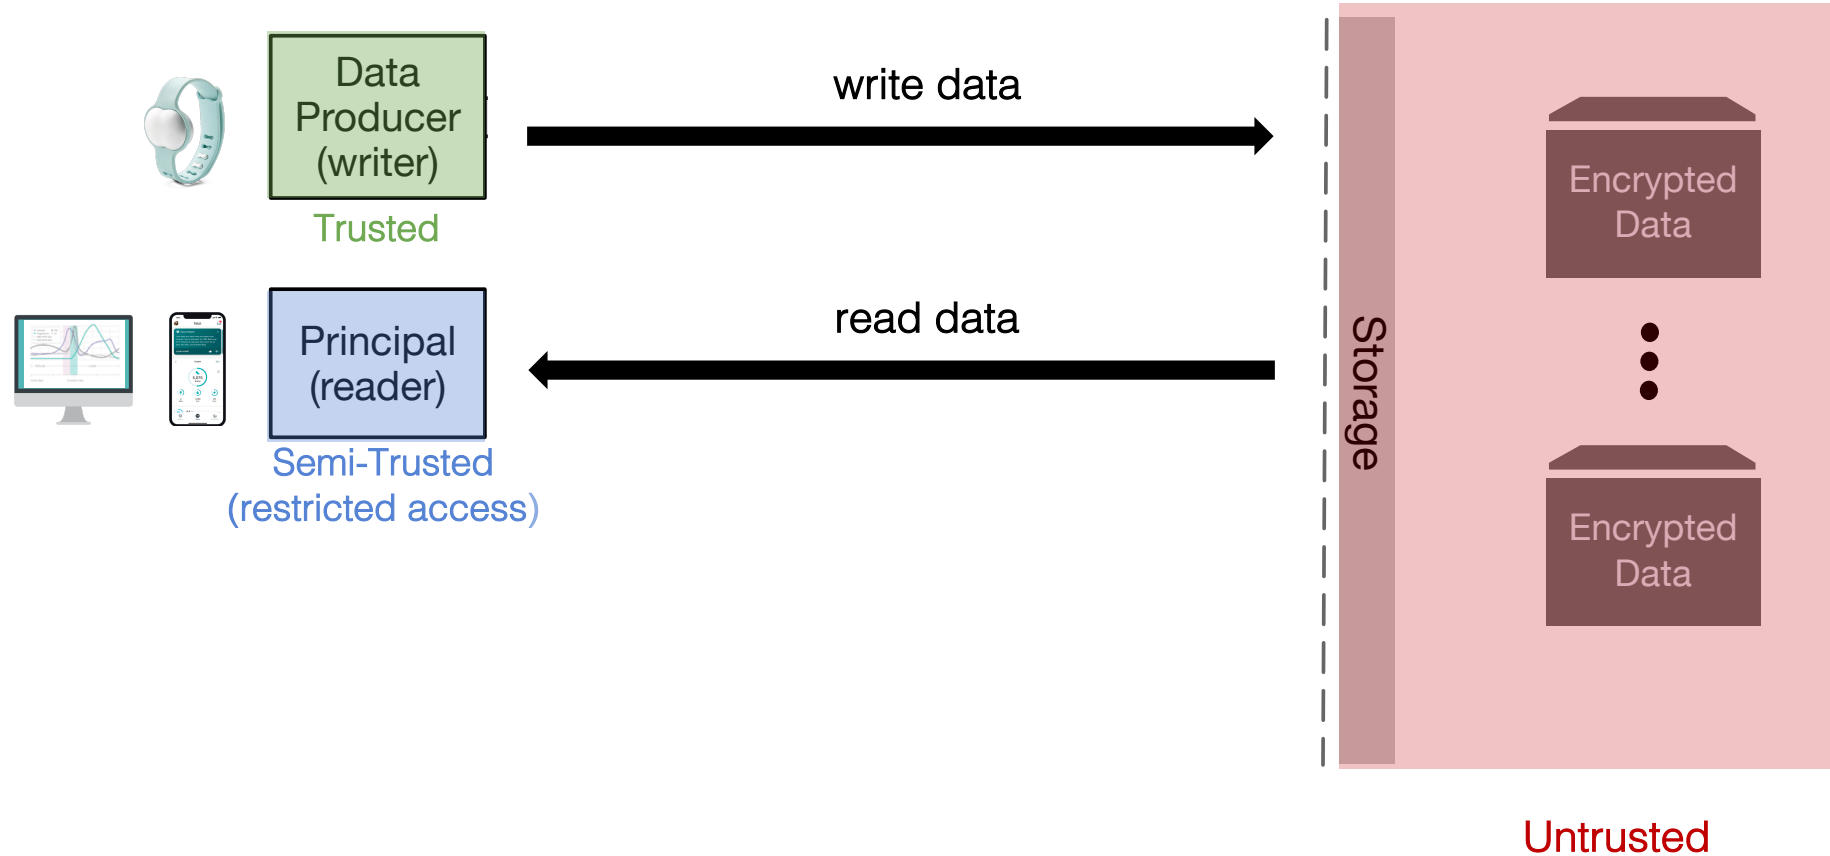 Data
Producer
(writer)
Trusted
write data
Principal
(reader)
Semi-Trusted
(restricted access)
read data
Storage
Encrypted
Data
Encrypted
Data
Untrusted